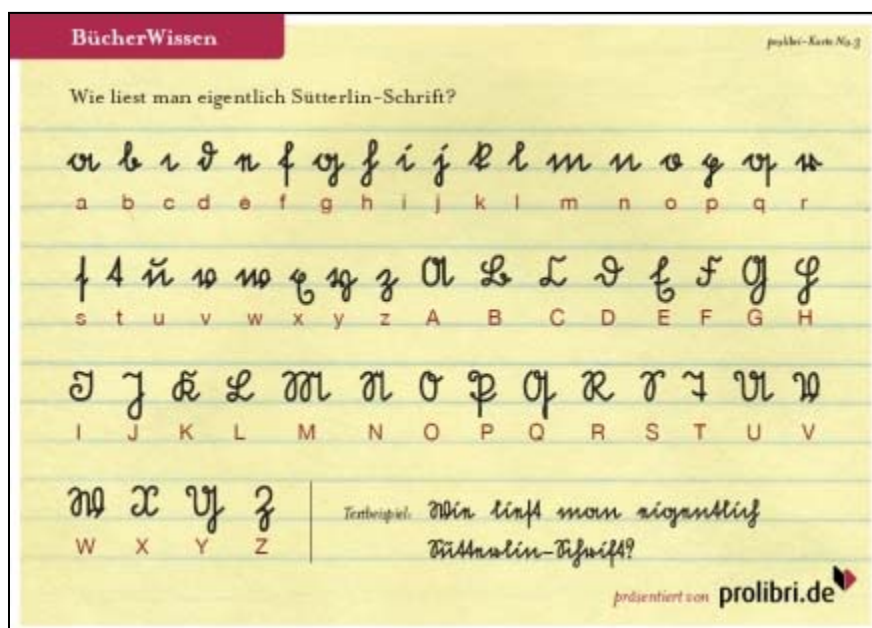 BücherWissen
prolibri-Karte No. 3
Wie liest man eigentlich Sütterlin-Schrift?
a b c d e f g h i j k l m n o p q r
a b c d e f g h i j k l m n o p q r
s t u v w x y z A B C D E F G H
s t u v w x y z A B C D E F G H
I J K L M N O P Q R S T U V
I J K L M N O P Q R S T U V
W X Y Z
W X Y Z
Textbeispiel: Wie liest man eigentlich
Sütterlin-Schrift?
präsentiert von prolibri.de